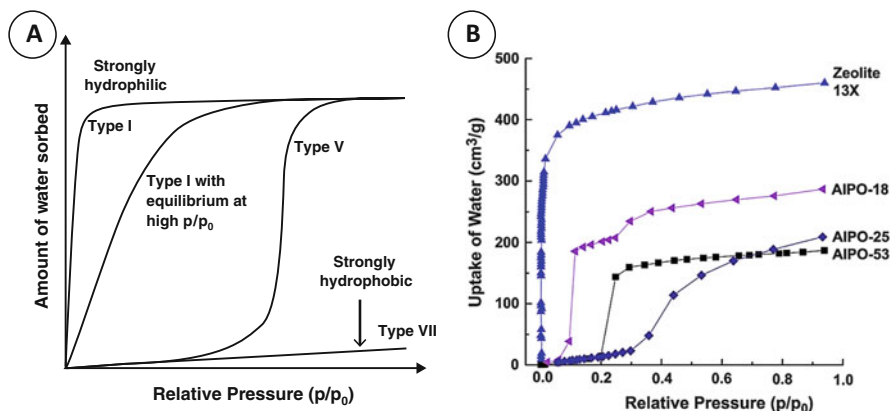 A
Strongly
hydrophilic
Type I
Type V
Type I with
equilibrium at
high p/p₀
Strongly
hydrophobic
Type VII
Amount of water sorbed
Relative Pressure (p/p₀)
B
500
400
300
200
100
0
0.0 0.2 0.4 0.6 0.8 1.0
Zeolite
13X
AlPO-18
AlPO-25
AlPO-53
Uptake of Water (cm³/g)
Relative Pressure (p/p₀)